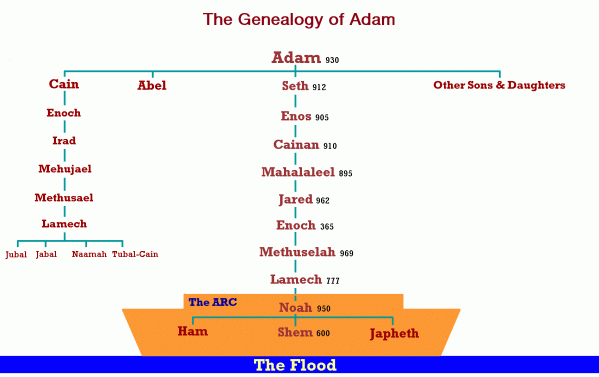 The Genealogy of Adam
Adam 930
Cain Abel Seth 912 Other Sons & Daughters
Enoch Enos 905
Irad Cainan 910
Mehujael Mahalaleel 895
Methusael Jared 962
Lamech Enoch 365
Jubal Jabal Naamah Tubal-Cain Methuselah 969
Lamech 777
The ARC Noah 950
Ham Shem 600 Japheth
The Flood